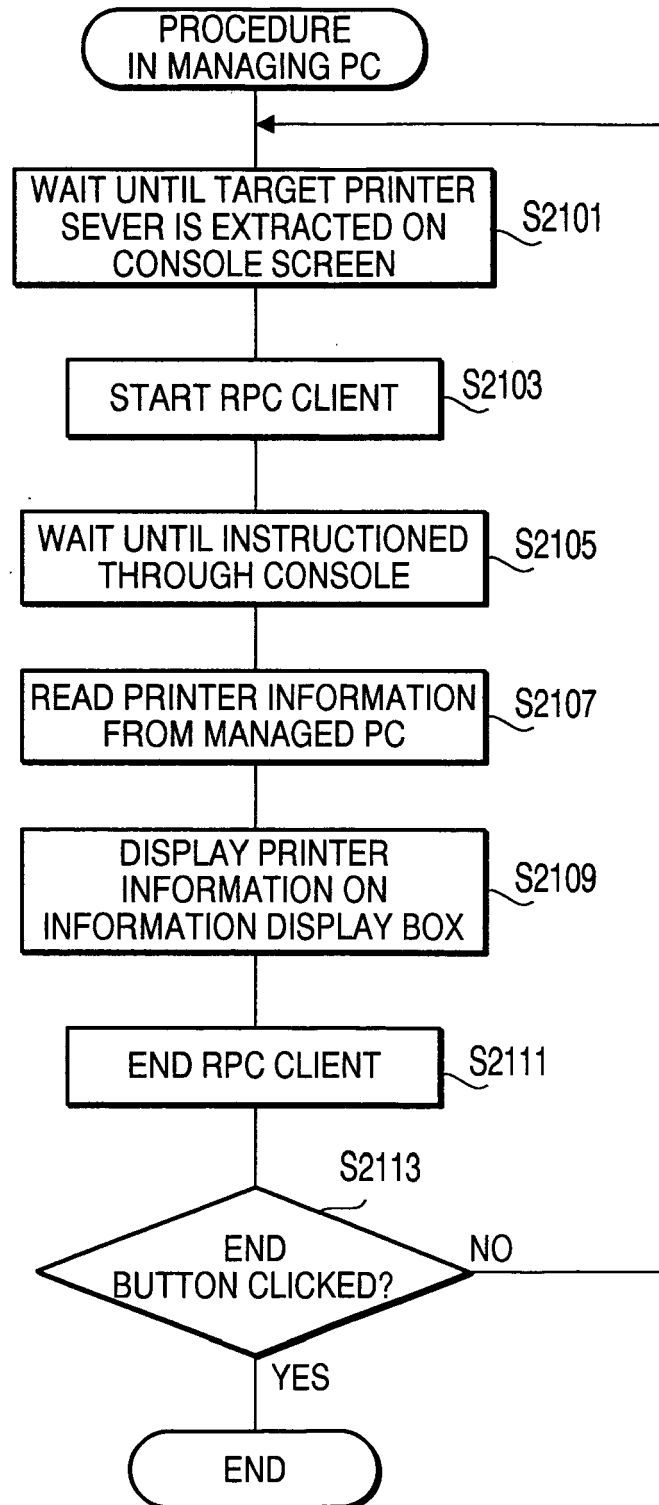 PROCEDURE
IN MANAGING PC
WAIT UNTIL TARGET PRINTER
SEVER IS EXTRACTED ON
CONSOLE SCREEN
S2101
START RPC CLIENT
S2103
WAIT UNTIL INSTRUCTIONED
THROUGH CONSOLE
S2105
READ PRINTER INFORMATION
FROM MANAGED PC
S2107
DISPLAY PRINTER
INFORMATION ON
INFORMATION DISPLAY BOX
S2109
END RPC CLIENT
S2111
S2113
END
BUTTON CLICKED?
NO
YES
END